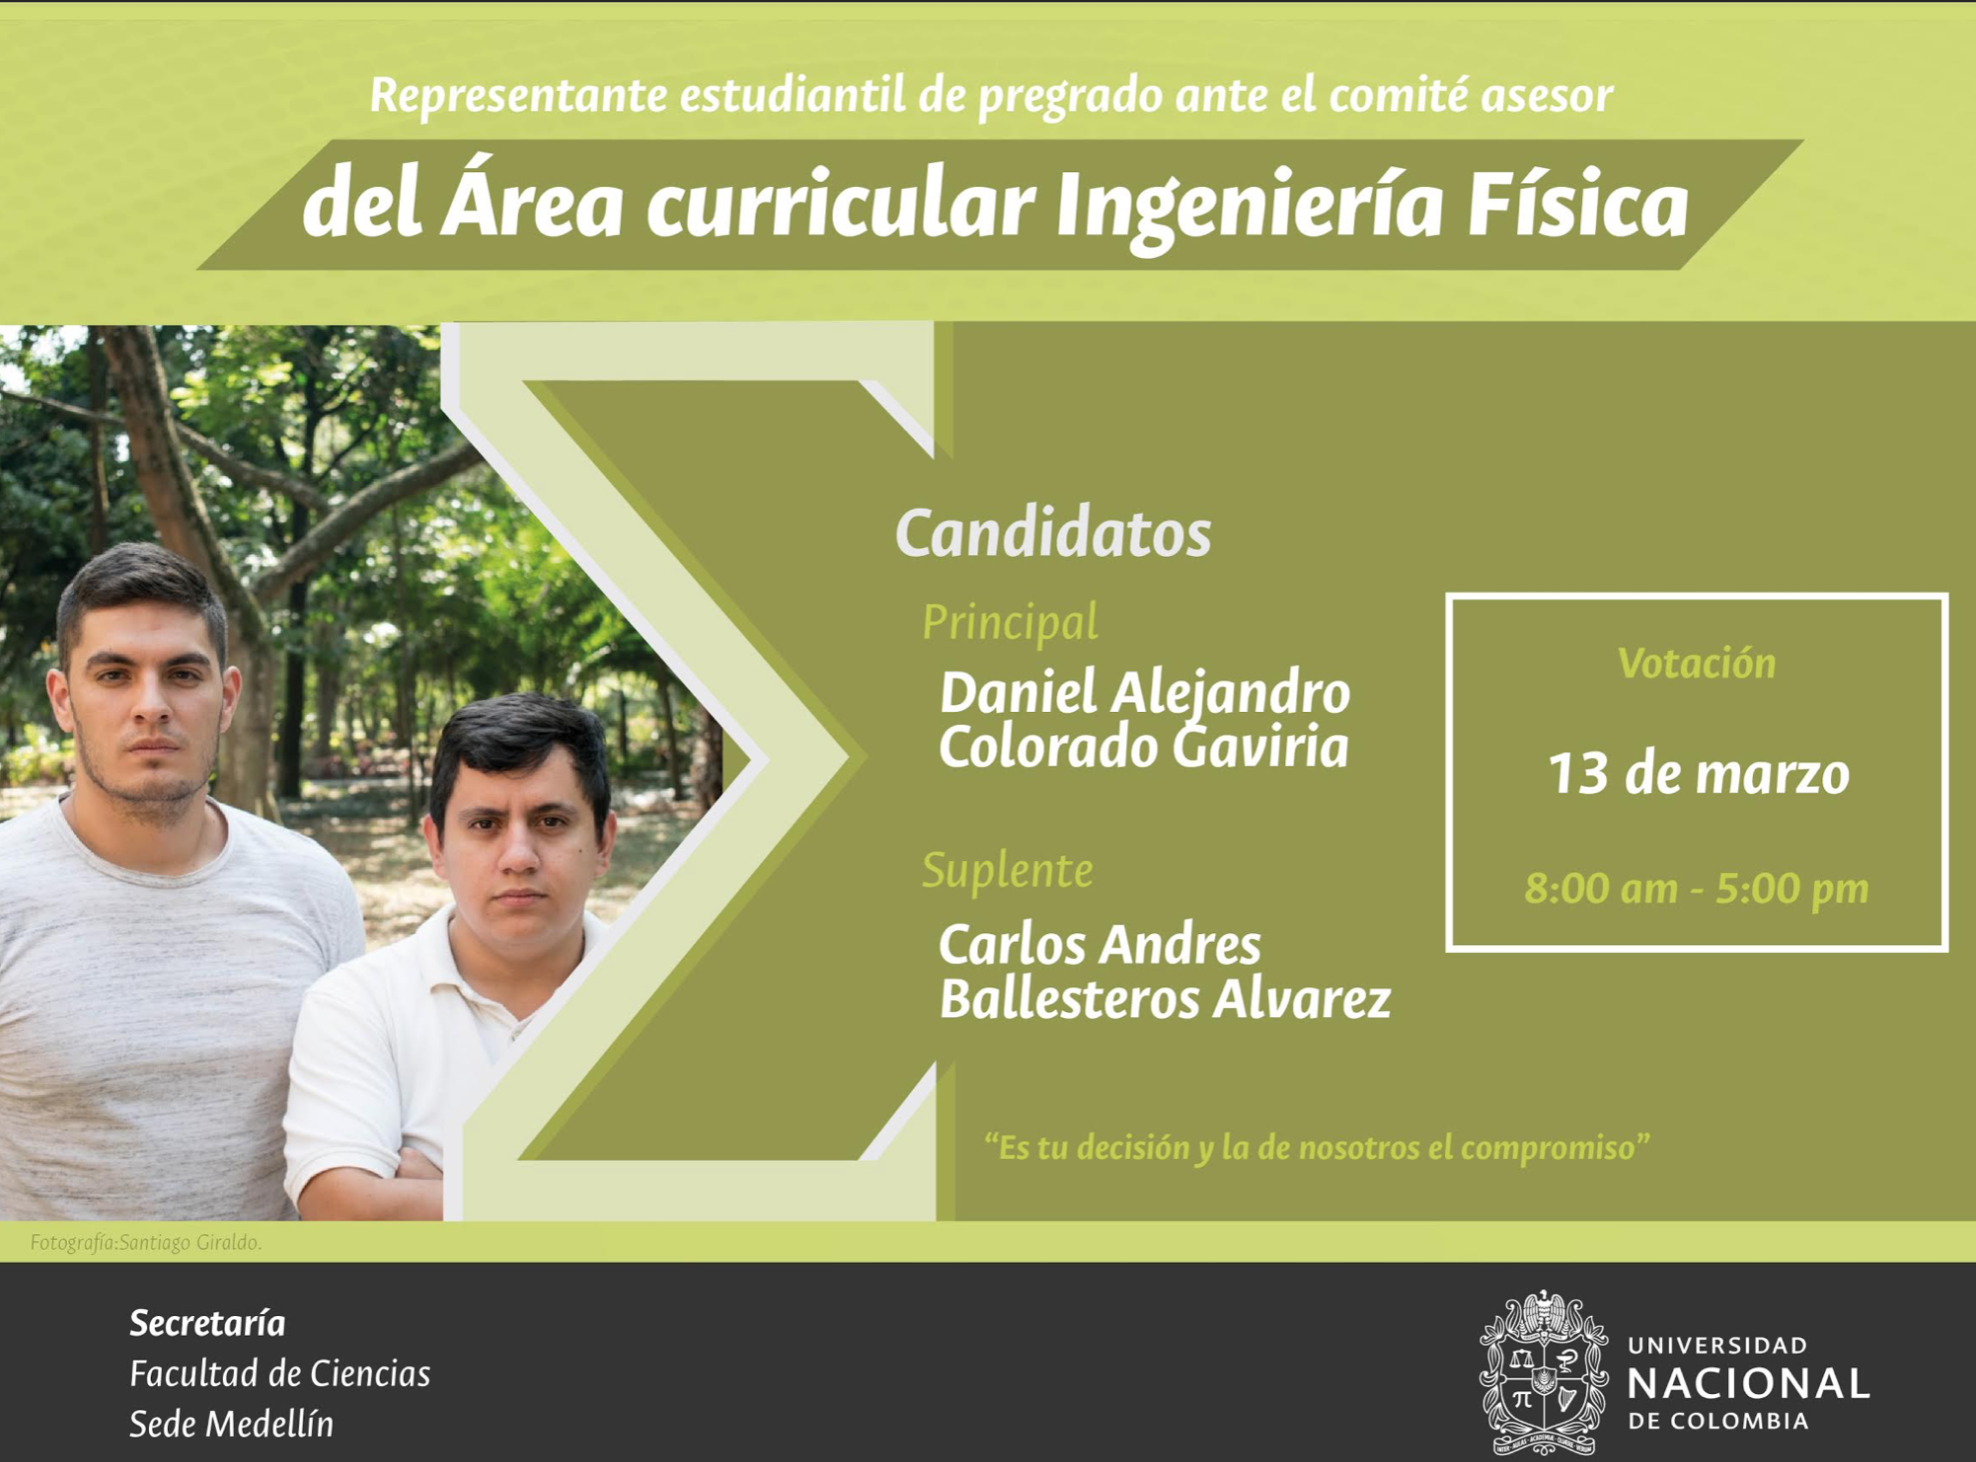 Representante estudiantil de pregrado ante el comité asesor
del Área curricular Ingeniería Física
Candidatos
Principal
Daniel Alejandro
Colorado Gaviria
Suplente
Carlos Andres
Ballesteros Alvarez
Votación
13 de marzo
8:00 am - 5:00 pm
“Es tu decisión y la de nosotros el compromiso”
Fotografía:Santiago Giraldo.
Secretaría
Facultad de Ciencias
Sede Medellín
π
UNIVERSIDAD
NACIONAL
DE COLOMBIA